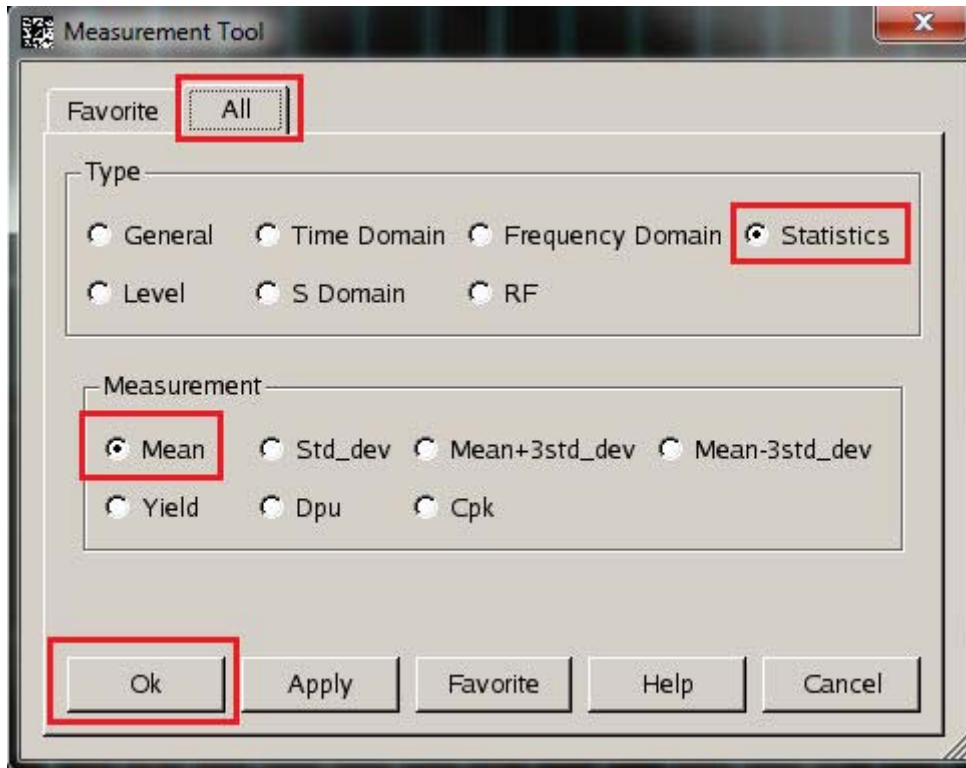 Measurement Tool
Favorite All
Type
General Time Domain Frequency Domain Statistics
Level S Domain RF
Measurement
Mean Std_dev Mean+3std_dev Mean-3std_dev
Yield Dpu Cpk
Ok Apply Favorite Help Cancel